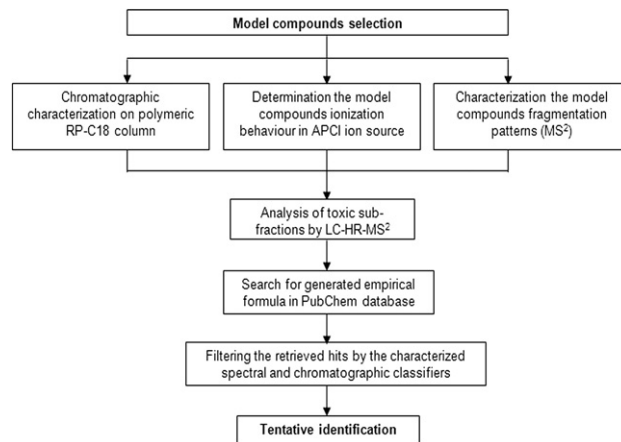 Model compounds selection
Chromatographic
characterization on polymeric
RP-C18 column
Determination the model
compounds ionization
behaviour in APCI ion source
Characterization the model
compounds fragmentation
patterns (MS²)
Analysis of toxic sub-
fractions by LC-HR-MS²
Search for generated empirical
formula in PubChem database
Filtering the retrieved hits by the characterized
spectral and chromatographic classifiers
Tentative identification